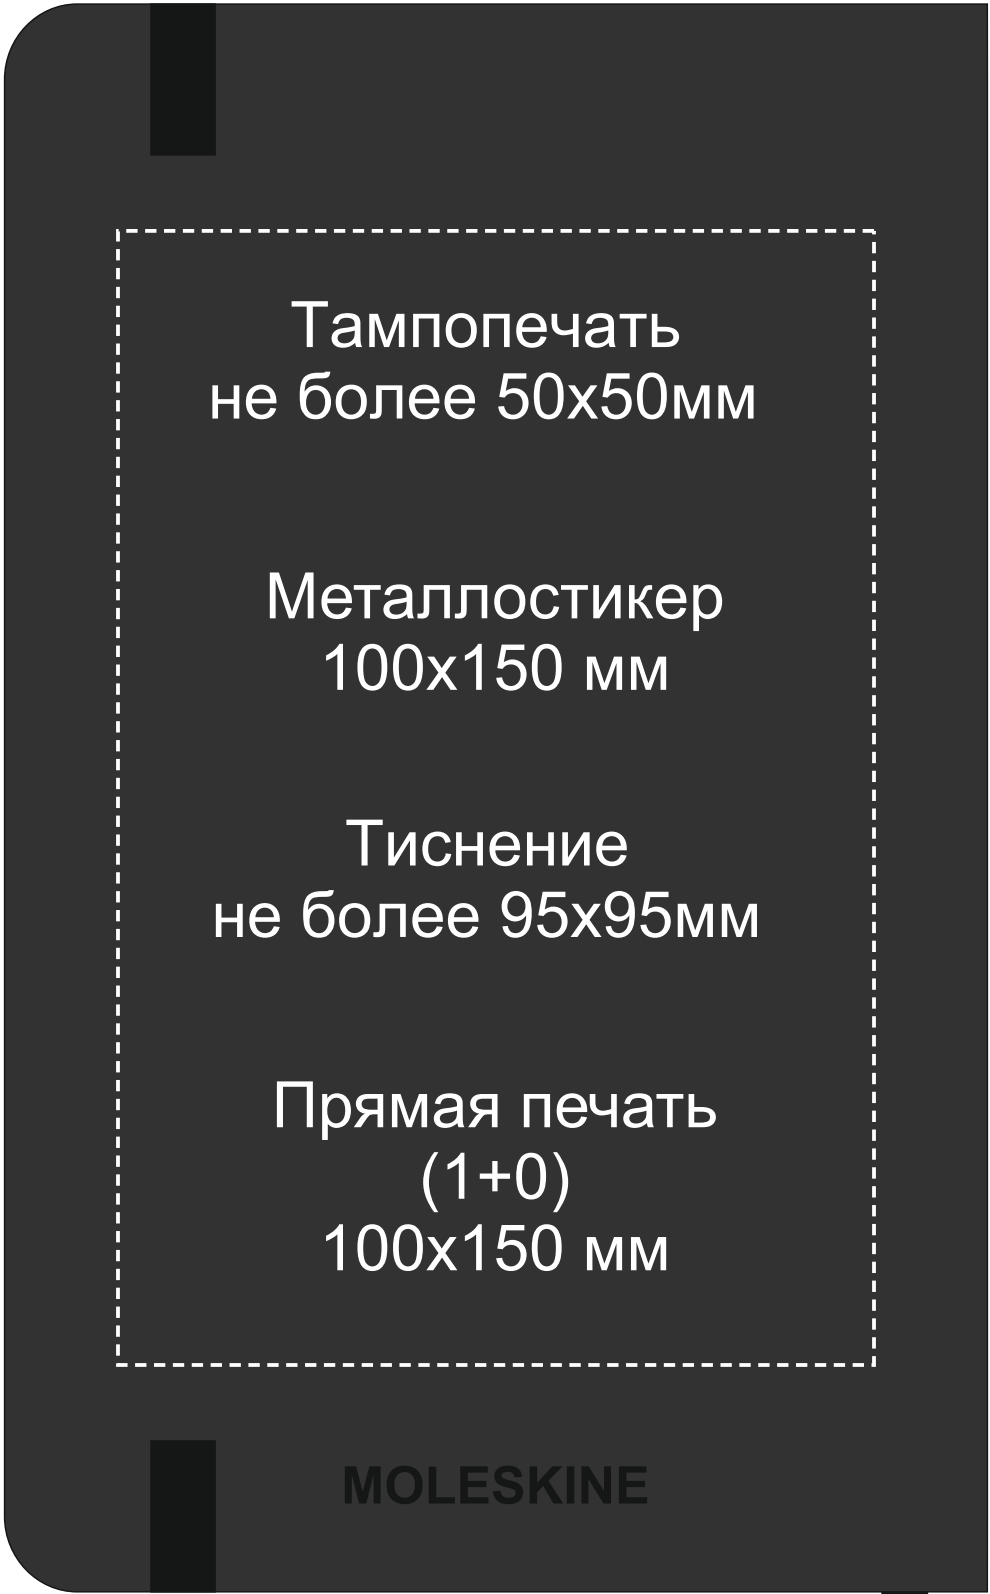 Тампопечать
не более 50х50мм
Металлостикер
100х150 мм
Тиснение
не более 95х95мм
Прямая печать
(1+0)
100х150 мм
MOLESKINE